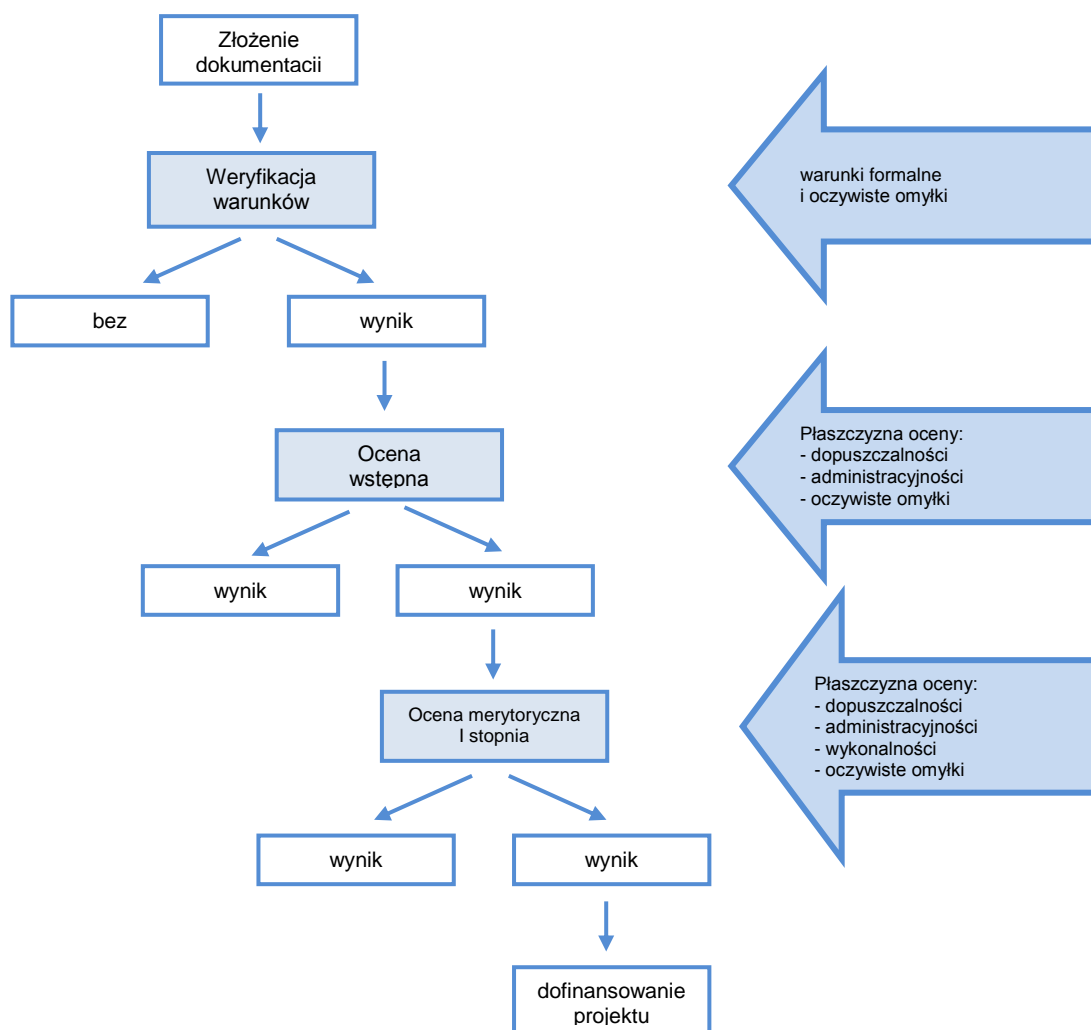 Złożenie
dokumentacji
Weryfikacja
warunków
warunki formalne
i oczywiste omyłki
bez
wynik
Ocena
wstępna
Płaszczyzna oceny:
- dopuszczalności
- administracyjności
- oczywiste omyłki
wynik
wynik
Ocena merytoryczna
I stopnia
Płaszczyzna oceny:
- dopuszczalności
- administracyjności
- wykonalności
- oczywiste omyłki
wynik
wynik
dofinansowanie
projektu